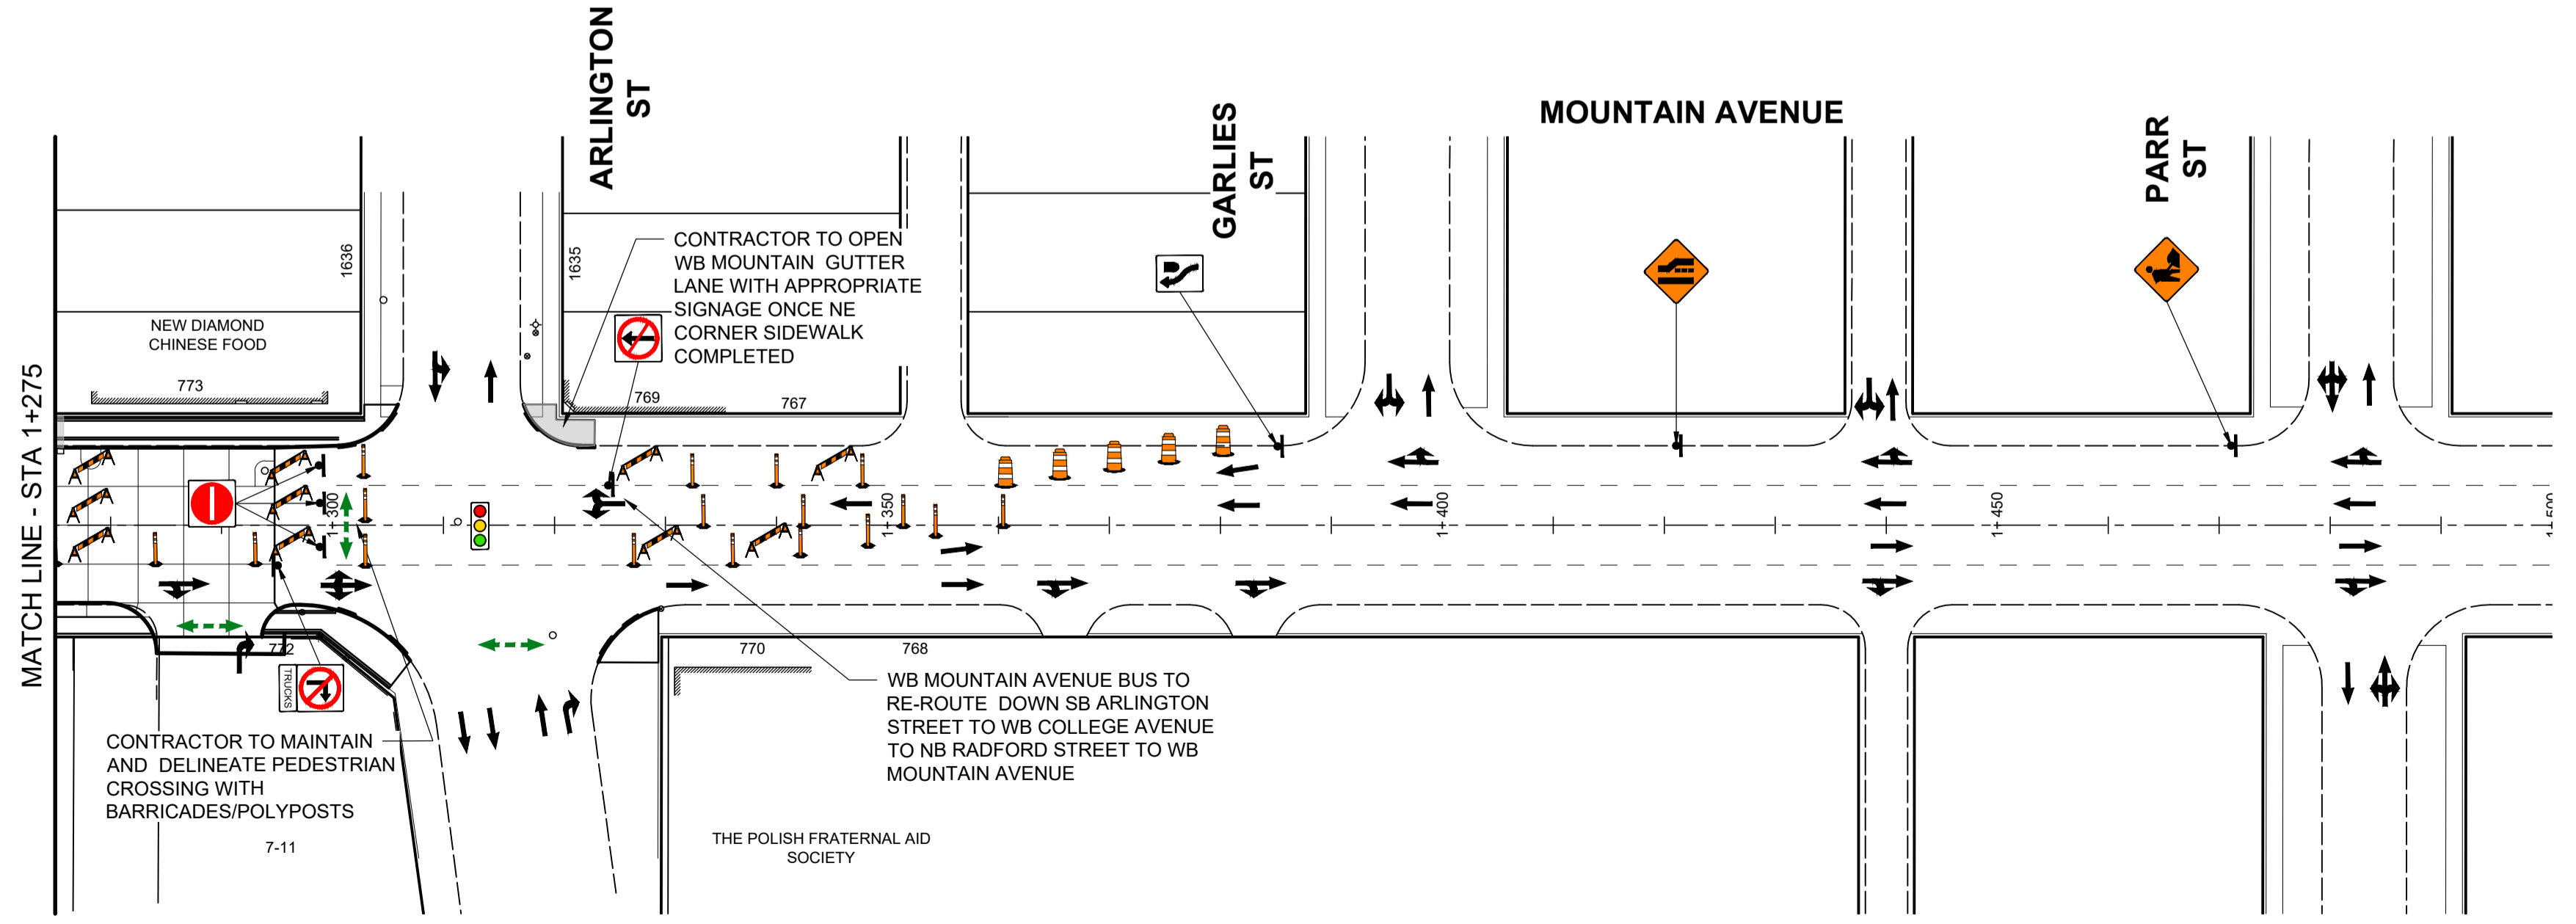 ARLINGTON
ST
MOUNTAIN AVENUE
GARLIES
ST
PARR
ST
1636
1635
CONTRACTOR TO OPEN
WB MOUNTAIN GUTTER
LANE WITH APPROPRIATE
SIGNAGE ONCE NE
CORNER SIDEWALK
COMPLETED
NEW DIAMOND
CHINESE FOOD
773
769
767
MATCH LINE - STA 1+275
1+300
1+350
1+400
1+450
1+500
772
TRUCKS
770
768
WB MOUNTAIN AVENUE BUS TO
RE-ROUTE DOWN SB ARLINGTON
STREET TO WB COLLEGE AVENUE
TO NB RADFORD STREET TO WB
MOUNTAIN AVENUE
CONTRACTOR TO MAINTAIN
AND DELINEATE PEDESTRIAN
CROSSING WITH
BARRICADES/POLYPOSTS
7-11
THE POLISH FRATERNAL AID
SOCIETY